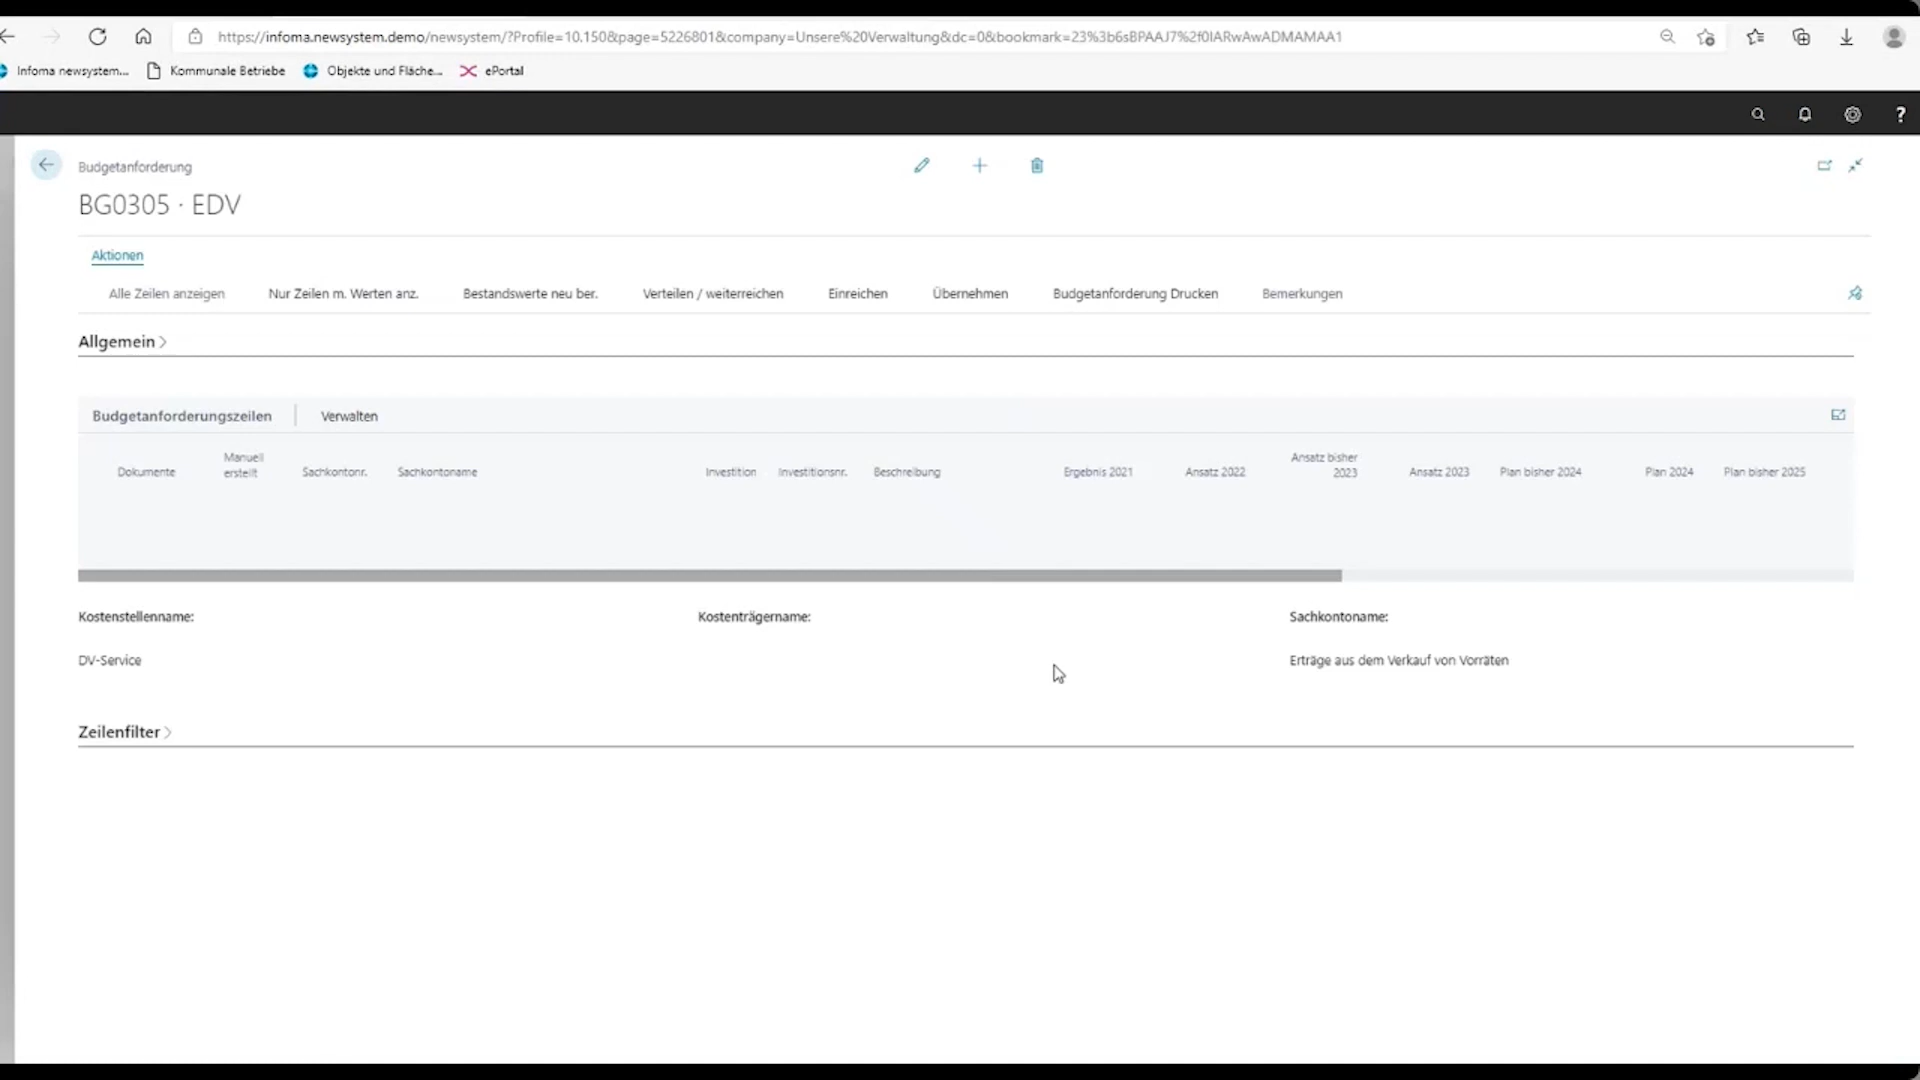 https://infoma.newsystem.demo/newsystem/?Profile=10.150&page=5226801&company=Unsere%20Verwaltung&dc=0&bookmark=23%3b6sBPAAJ7%2f0IARwAwADMAMAA1
Infoma newsystem... Kommunale Betriebe Objekte und Fläche... ePortal
?
Budgetanforderung
BG0305 · EDV
Aktionen
Alle Zeilen anzeigen Nur Zeilen m. Werten anz. Bestandswerte neu ber. Verteilen / weiterreichen Einreichen Übernehmen Budgetanforderung Drucken Bemerkungen
Allgemein
Budgetanforderungszeilen Verwalten
Dokumente Manuell erstellt Sachkontonr. Sachkontoname Investition Investitionsnr. Beschreibung Ergebnis 2021 Ansatz 2022 Ansatz bisher 2023 Ansatz 2023 Plan bisher 2024 Plan 2024 Plan bisher 2025
Kostenstellenname: Kostenträgername: Sachkontoname:
DV-Service Erträge aus dem Verkauf von Vorräten
Zeilenfilter